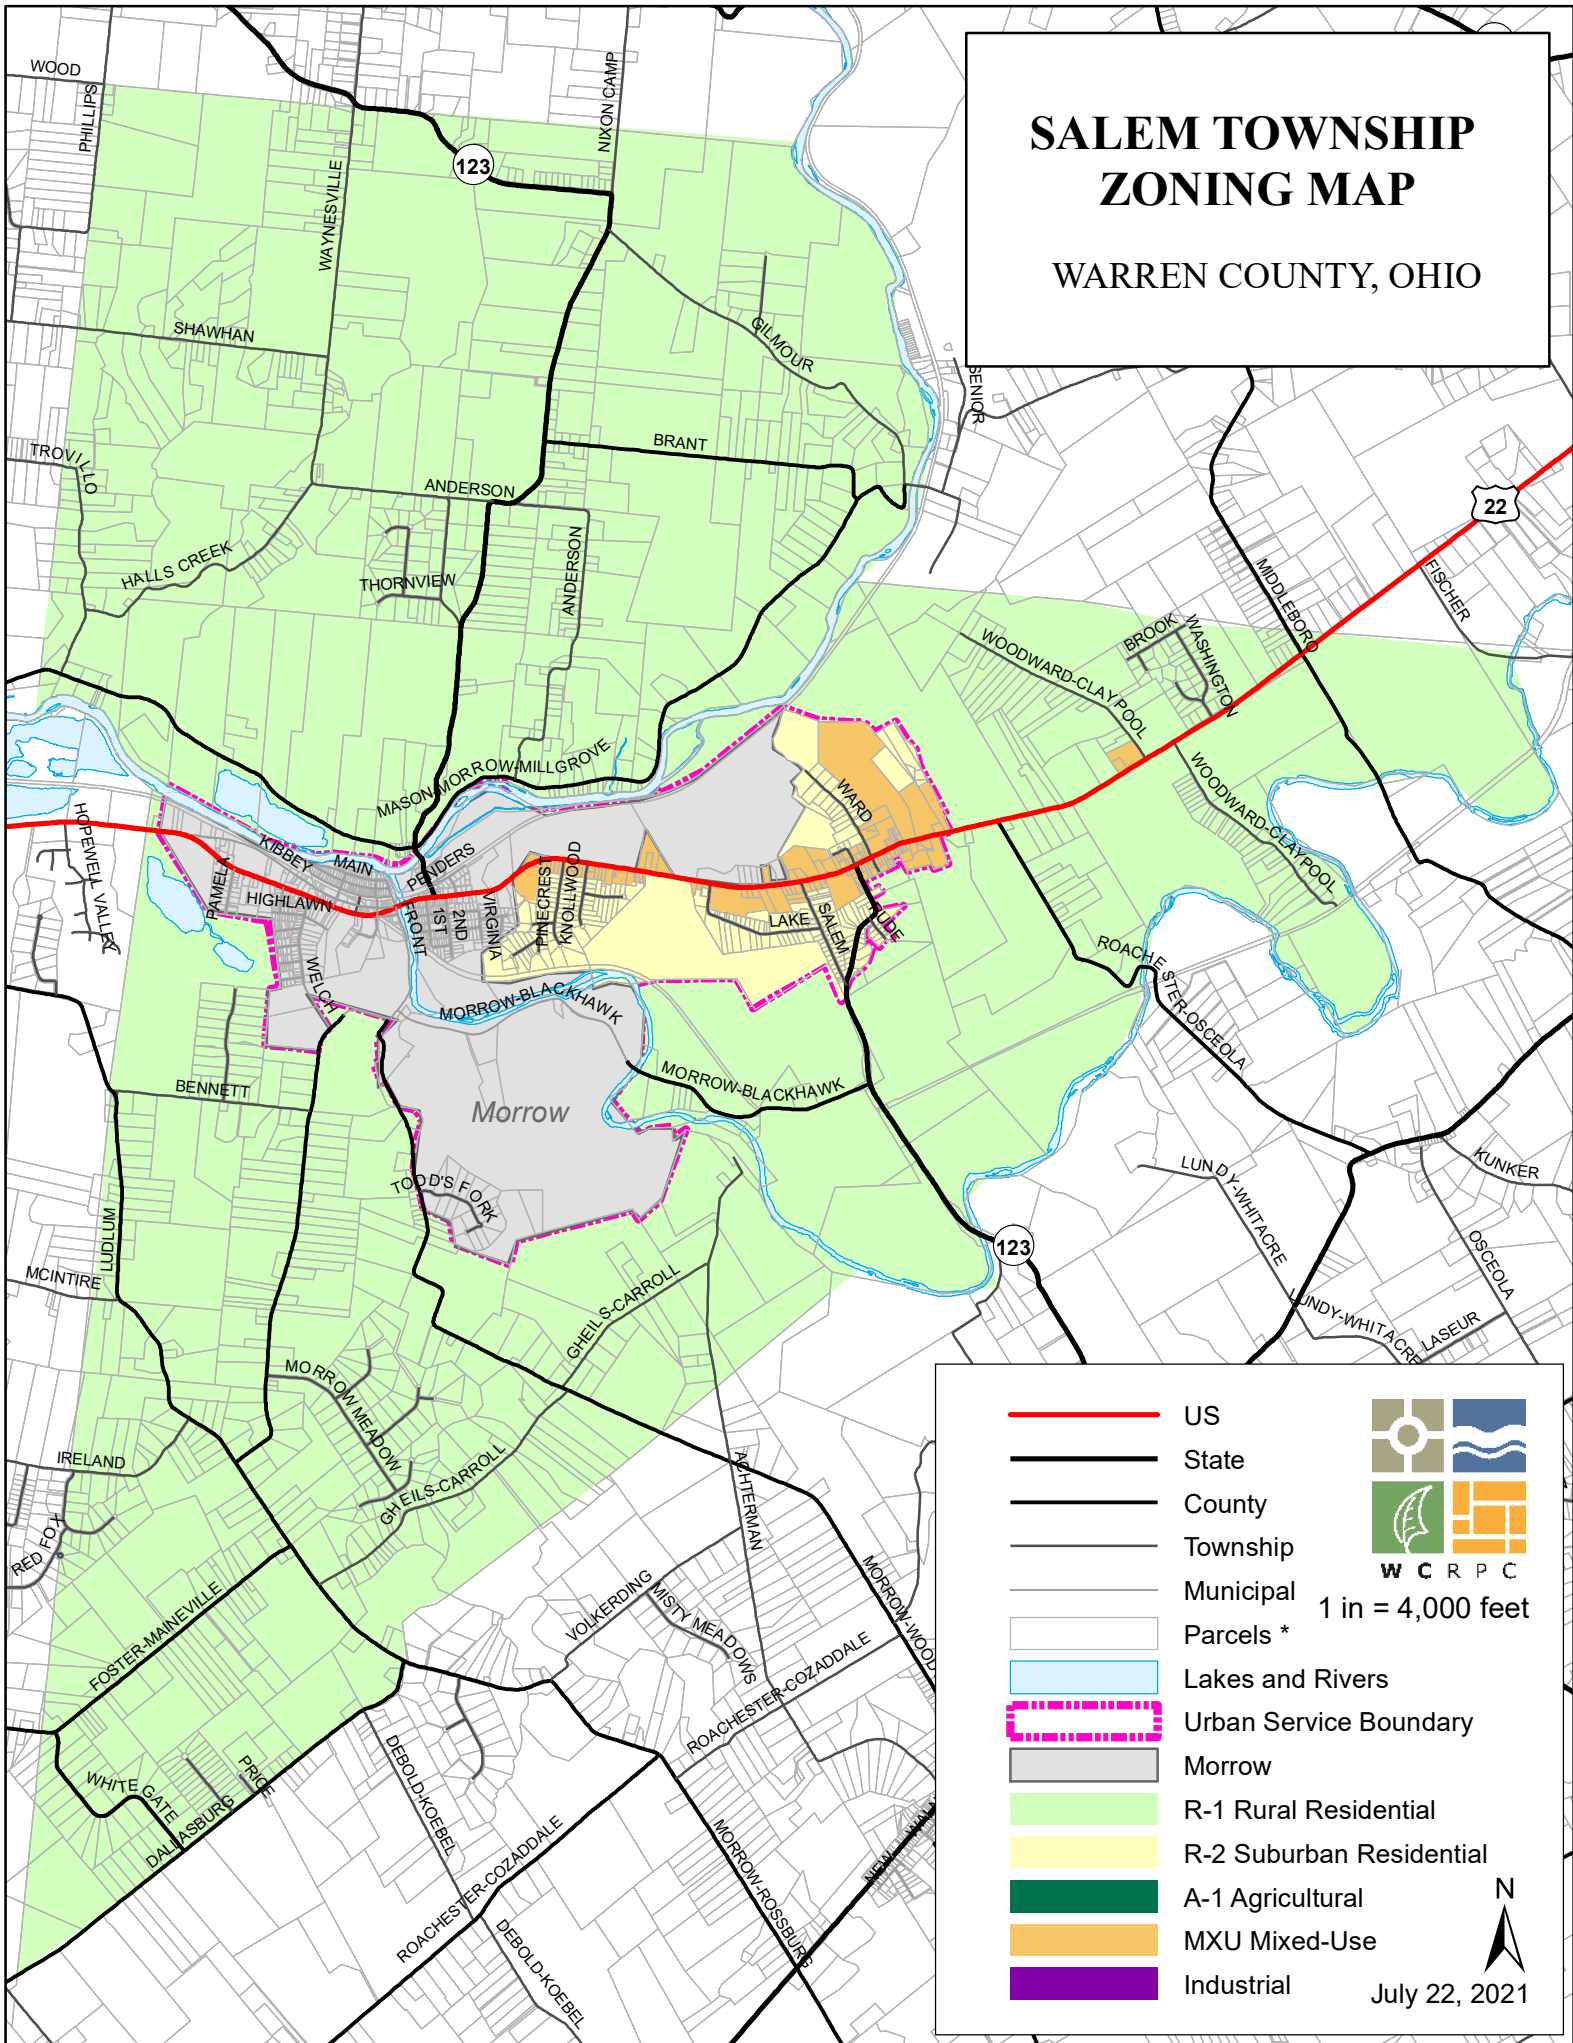 SALEM TOWNSHIP
ZONING MAP
WARREN COUNTY, OHIO
WOOD
PHILLIPS
WAYNESVILLE
123
NIXON CAMP
SHAWHAN
GILMOUR
SENIOR
TROVILLO
BRANT
ANDERSON
22
HALLS CREEK
THORNVIEW
ANDERSON
MIDDLEBORO
FISCHER
WOODWARD-CLAYPOOL
BROOK
WASHINGTON
MASON-MORROW-MILLGROVE
WARD
WOODWARD-CLAYPOOL
HOPEWELL VALLEY
PAMELA
KIBBEY
MAIN
PENDERS
HIGHLAWN
FRONT
1ST
2ND
VIRGINIA
PINECREST
KNOLLWOOD
LAKE
SALEM
RUDE
WELCH
ROACHESTER-OSCEOLA
MORROW-BLACKHAWK
BENNETT
MORROW-BLACKHAWK
Morrow
LUDLUM
TODD'S FORK
LUNDY-WHITACRE
KUNKER
OSCEOLA
123
MCINTIRE
GHEILS-CARROLL
LUNDY-WHITACRE
LASEUR
MORROW MEADOW
IRELAND
GHEILS-CARROLL
ACHTERMAN
RED FOX
FOSTER-MAINEVILLE
VOLKERDING
MISTY MEADOWS
MORROW-WOOD
ROACHESTER-COZADDALE
WHITE GATE
PRICE
DALLASBURG
DEBOLD-KOEBEL
ROACHESTER-COZADDALE
MORROW-ROSSBURG
DEBOLD-KOEBEL
US
State
County
Township
Municipal
Parcels *
Lakes and Rivers
Urban Service Boundary
Morrow
R-1 Rural Residential
R-2 Suburban Residential
A-1 Agricultural
MXU Mixed-Use
Industrial
W C R P C
1 in = 4,000 feet
N
July 22, 2021